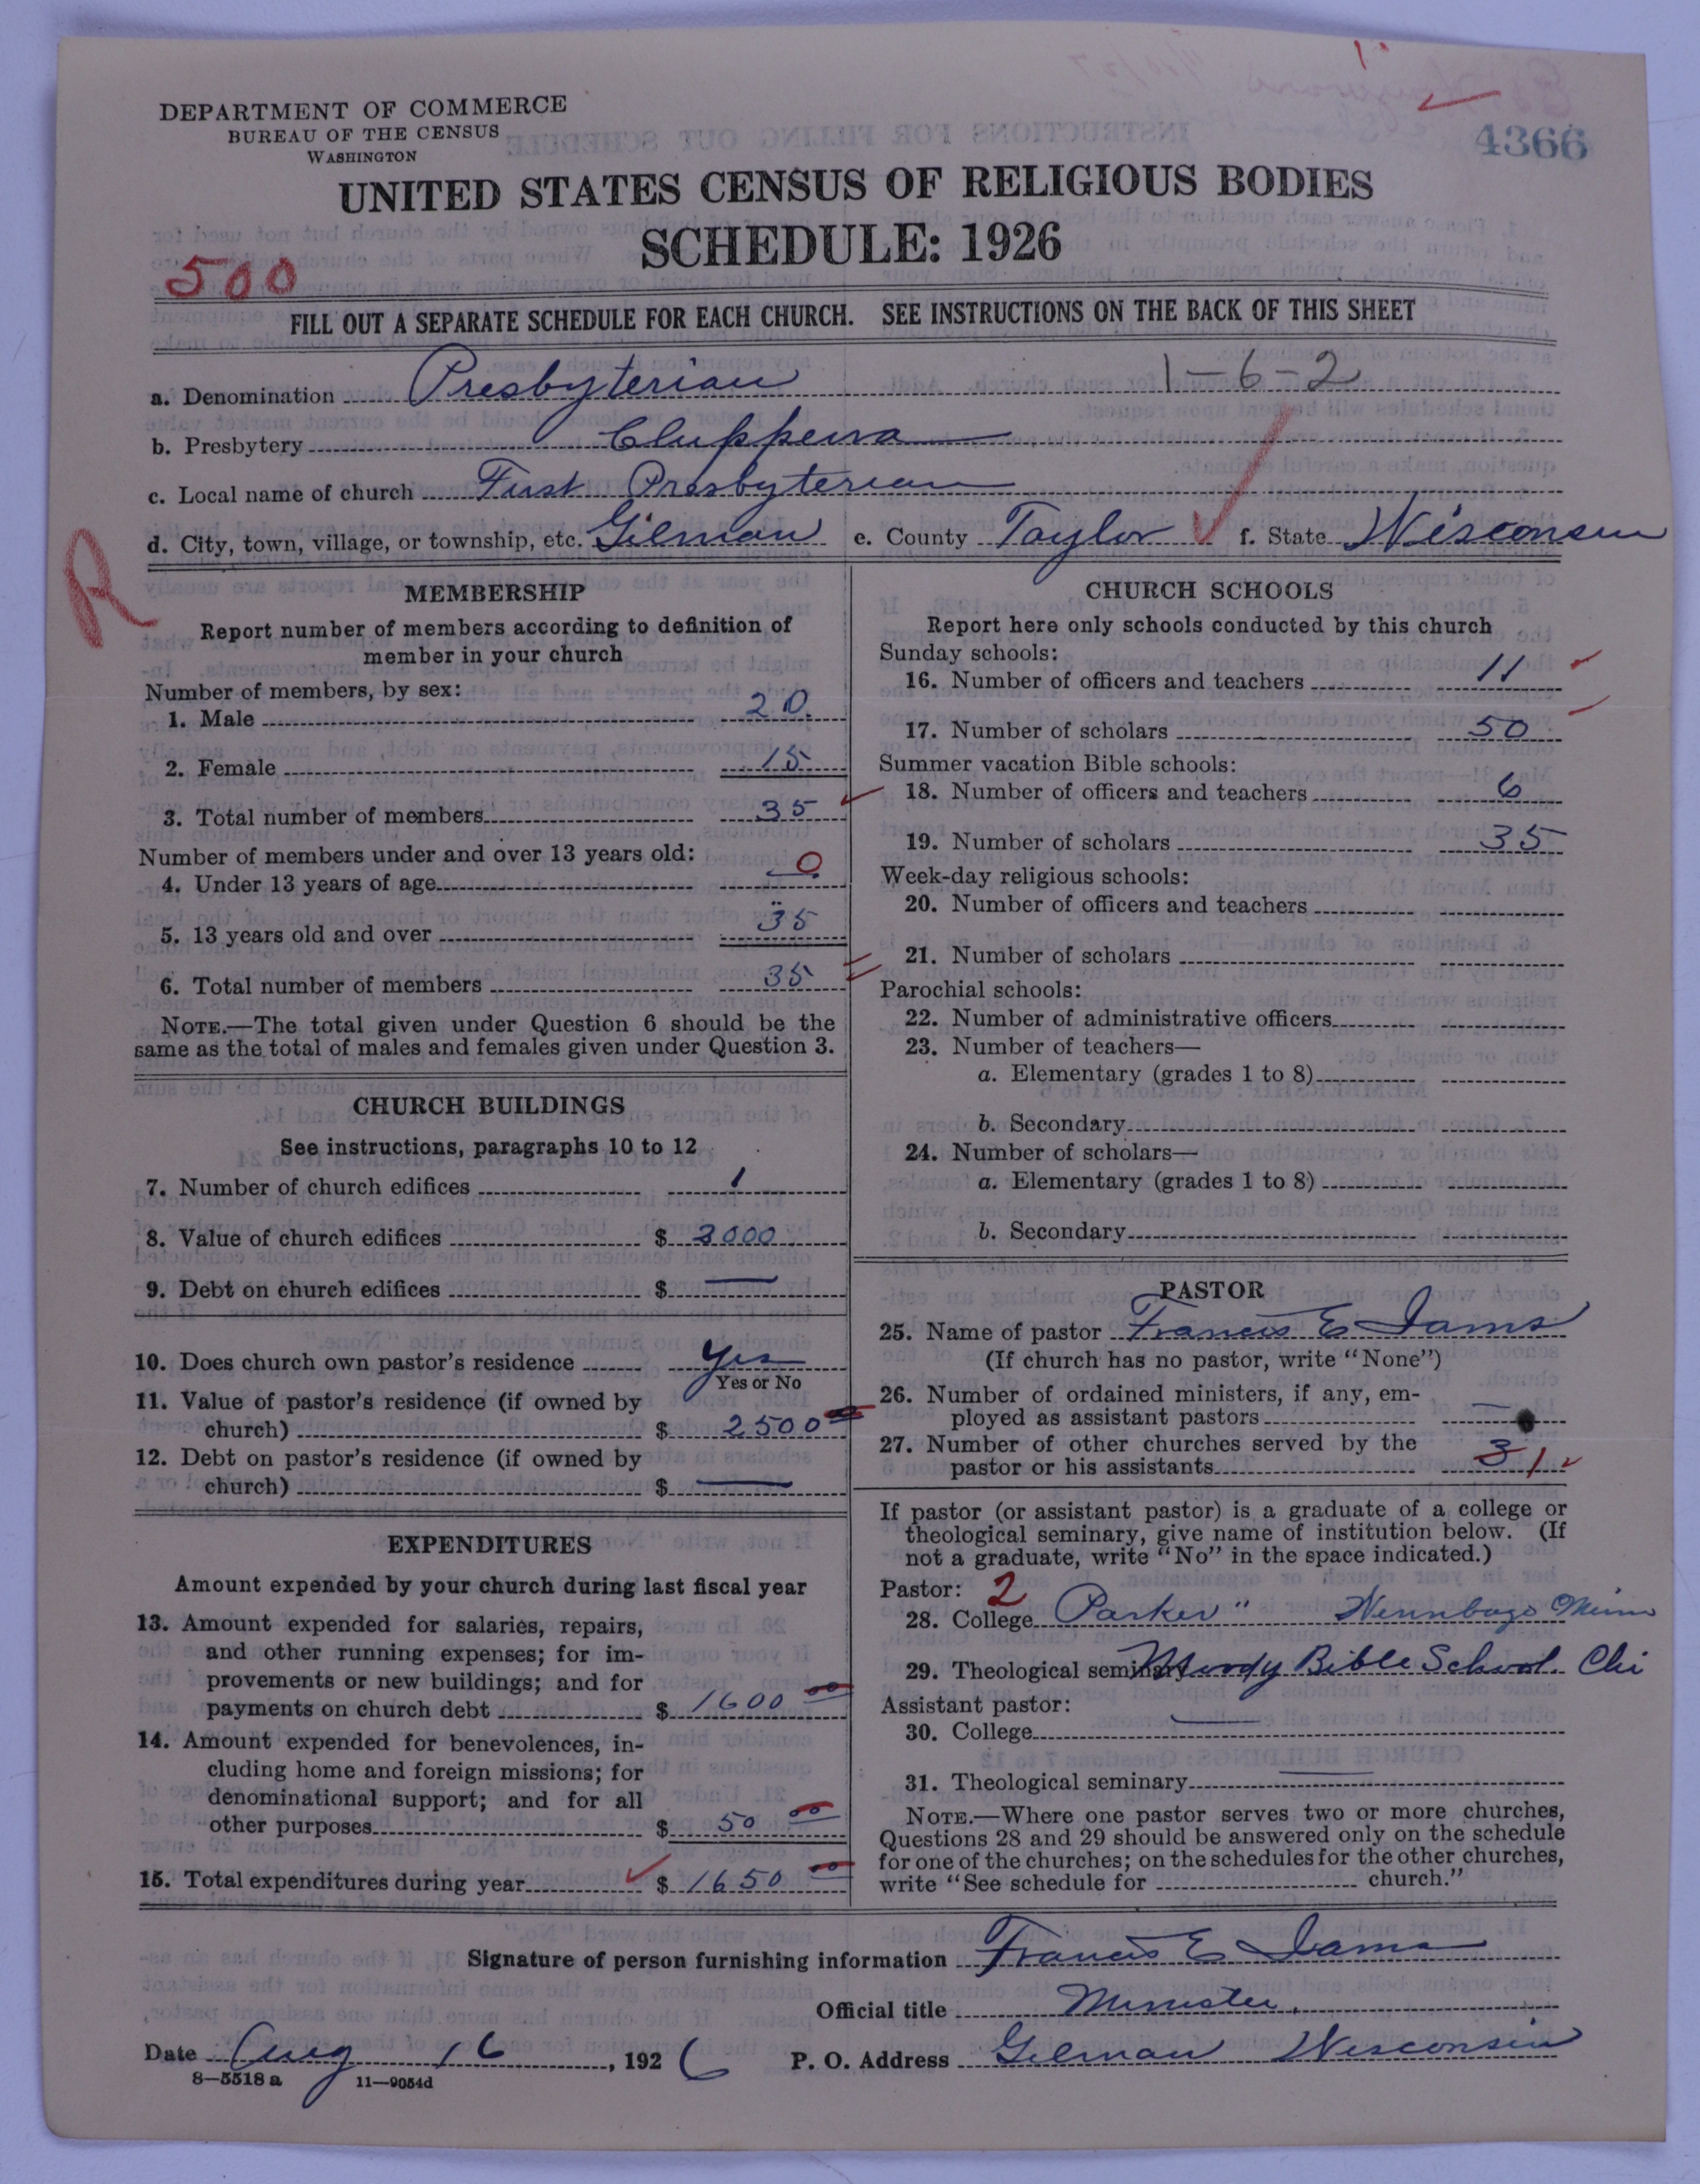 DEPARTMENT OF COMMERCE
BUREAU OF THE CENSUS
WASHINGTON
4366
UNITED STATES CENSUS OF RELIGIOUS BODIES
SCHEDULE: 1926
500
FILL OUT A SEPARATE SCHEDULE FOR EACH CHURCH. SEE INSTRUCTIONS ON THE BACK OF THIS SHEET
a. Denomination Presbyterian 1-6-2
b. Presbytery Chippewa
c. Local name of church First Presbyterian
d. City, town, village, or township, etc. Gilman e. County Taylor f. State Wisconsin
R
MEMBERSHIP
Report number of members according to definition of
member in your church
Number of members, by sex:
1. Male 20
2. Female 15
3. Total number of members 35
Number of members under and over 13 years old:
4. Under 13 years of age 0
5. 13 years old and over 35
6. Total number of members 35
NOTE.—The total given under Question 6 should be the
same as the total of males and females given under Question 3.
CHURCH BUILDINGS
See instructions, paragraphs 10 to 12
7. Number of church edifices 1
8. Value of church edifices $ 3000
9. Debt on church edifices $ —
10. Does church own pastor's residence Yes
Yes or No
11. Value of pastor's residence (if owned by
church) $ 2500 00
12. Debt on pastor's residence (if owned by
church) $ —
EXPENDITURES
Amount expended by your church during last fiscal year
13. Amount expended for salaries, repairs,
and other running expenses; for im-
provements or new buildings; and for
payments on church debt $ 1600 00
14. Amount expended for benevolences, in-
cluding home and foreign missions; for
denominational support; and for all
other purposes $ 50 00
15. Total expenditures during year $ 1650 00
CHURCH SCHOOLS
Report here only schools conducted by this church
Sunday schools:
16. Number of officers and teachers 11
17. Number of scholars 50
Summer vacation Bible schools:
18. Number of officers and teachers 6
19. Number of scholars 35
Week-day religious schools:
20. Number of officers and teachers
21. Number of scholars
Parochial schools:
22. Number of administrative officers
23. Number of teachers—
a. Elementary (grades 1 to 8)
b. Secondary
24. Number of scholars—
a. Elementary (grades 1 to 8)
b. Secondary
PASTOR
25. Name of pastor Francis E Iams
(If church has no pastor, write "None")
26. Number of ordained ministers, if any, em-
ployed as assistant pastors —
27. Number of other churches served by the
pastor or his assistants 3 1
If pastor (or assistant pastor) is a graduate of a college or
theological seminary, give name of institution below. (If
not a graduate, write "No" in the space indicated.)
Pastor: 2
28. College Parker " Winnbago Minn
29. Theological seminary Moody Bible School Chi
Assistant pastor:
30. College —
31. Theological seminary —
NOTE.—Where one pastor serves two or more churches,
Questions 28 and 29 should be answered only on the schedule
for one of the churches; on the schedules for the other churches,
write "See schedule for church."
Signature of person furnishing information Francis E Iams
Official title Minister
Date Aug 16, 1926 P. O. Address Gilman Wisconsin
8—5518 a 11—9054d